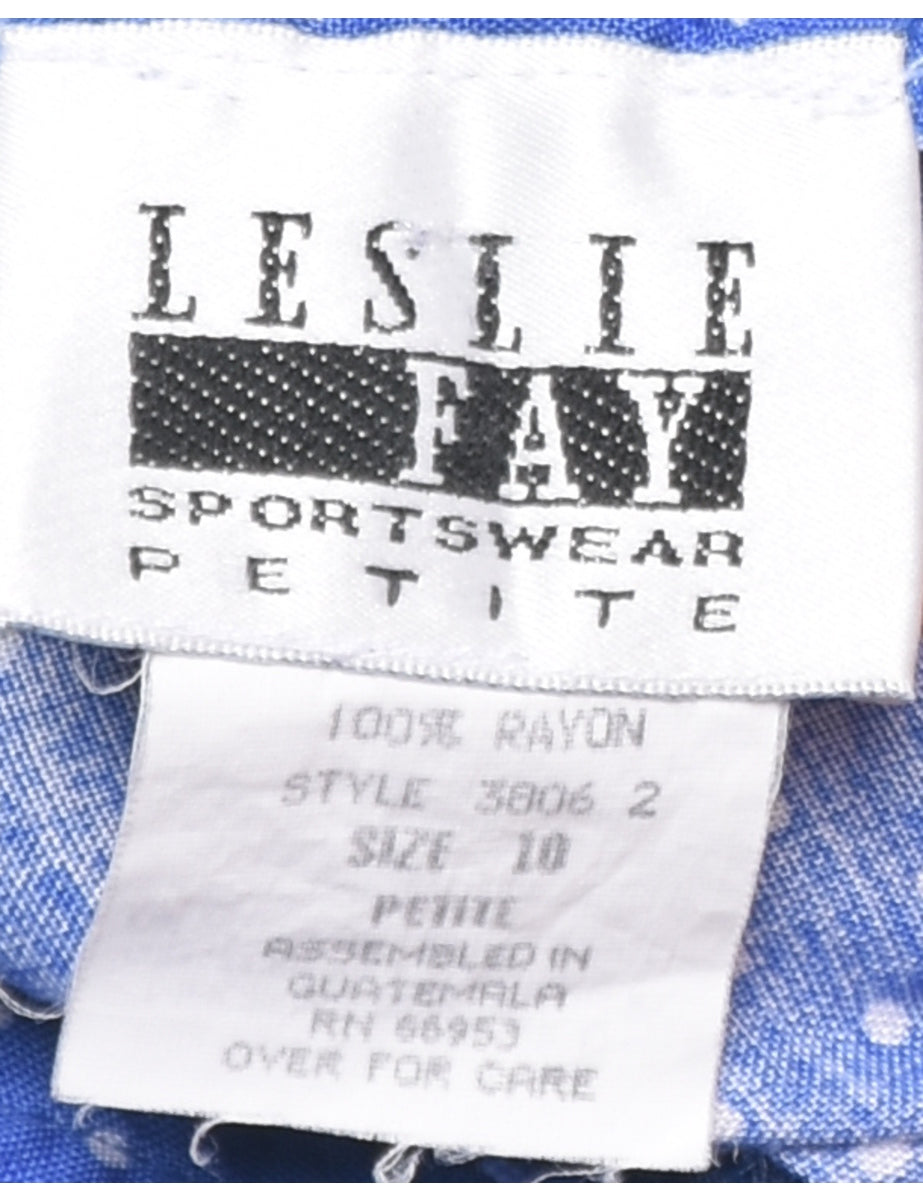 LESLIE
FAY
SPORTSWEAR
PETITE
100% RAYON
STYLE 3806 2
SIZE 10
PETITE
ASSEMBLED IN
GUATEMALA
RN 66953
OVER FOR CARE